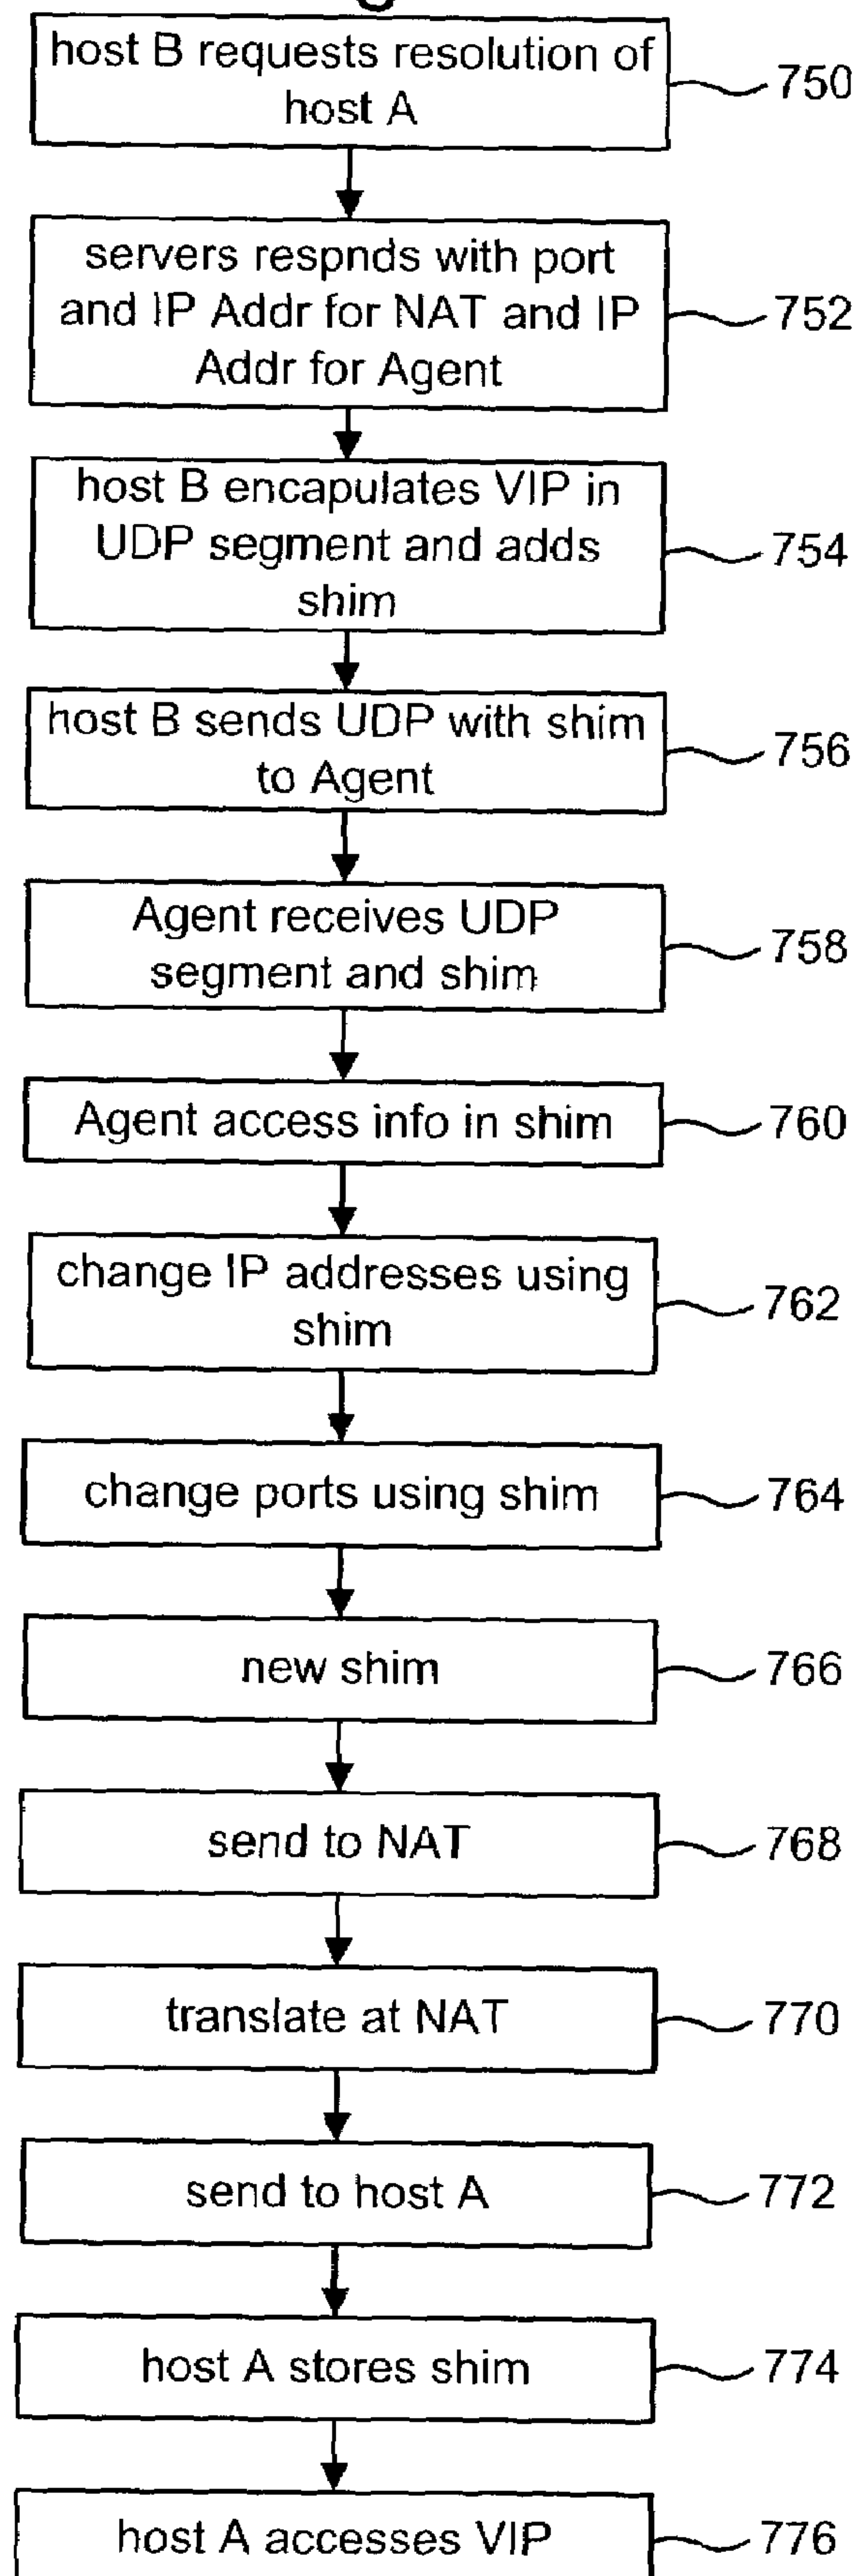 host B requests resolution of
host A
750
servers respnds with port
and IP Addr for NAT and IP
Addr for Agent
752
host B encapulates VIP in
UDP segment and adds
shim
754
host B sends UDP with shim
to Agent
756
Agent receives UDP
segment and shim
758
Agent access info in shim
760
change IP addresses using
shim
762
change ports using shim
764
new shim
766
send to NAT
768
translate at NAT
770
send to host A
772
host A stores shim
774
host A accesses VIP
776